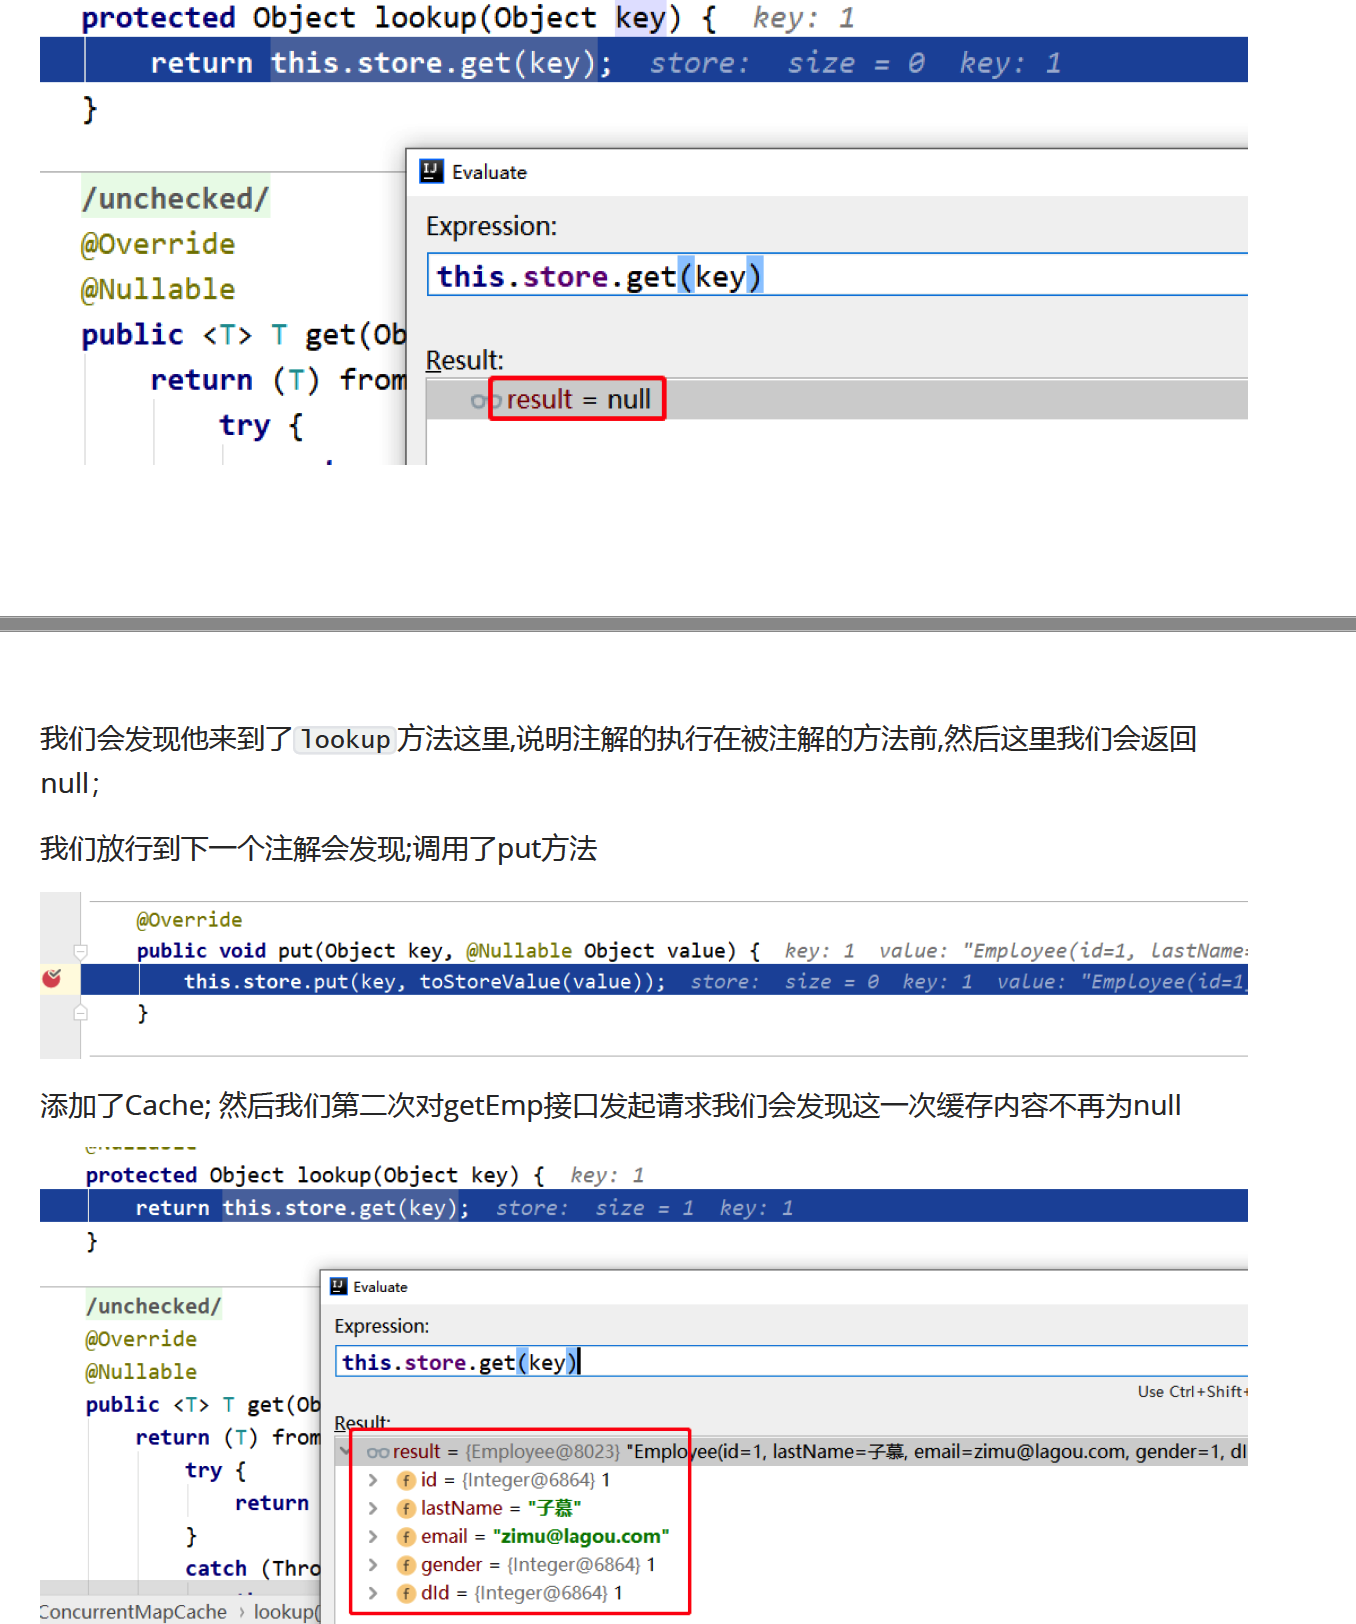 protected Object lookup(Object key) {  key: 1
return this.store.get(key);  store:  size = 0  key: 1
}
Evaluate
/unchecked/
Expression:
@Override
this.store.get(key)
@Nullable
public <T> T get(Ob
Result:
return (T) from
result = null
try {
我们会发现他来到了lookup方法这里,说明注解的执行在被注解的方法前,然后这里我们会返回
null;
我们放行到下一个注解会发现;调用了put方法
@Override
public void put(Object key, @Nullable Object value) {  key: 1  value: "Employee(id=1, lastName=
this.store.put(key, toStoreValue(value));  store:  size = 0  key: 1  value: "Employee(id=1,
}
添加了Cache; 然后我们第二次对getEmp接口发起请求我们会发现这一次缓存内容不再为null
protected Object lookup(Object key) {  key: 1
return this.store.get(key);  store:  size = 1  key: 1
}
Evaluate
/unchecked/
Expression:
@Override
this.store.get(key)
@Nullable
Use Ctrl+Shift+
public <T> T get(Ob
Result:
return (T) from
result = {Employee@8023} "Employee(id=1, lastName=子慕, email=zimu@lagou.com, gender=1, dI
try {
id = {Integer@6864} 1
return
lastName = "子慕"
}
email = "zimu@lagou.com"
catch (Thro
gender = {Integer@6864} 1
dId = {Integer@6864} 1
ConcurrentMapCache › lookup(